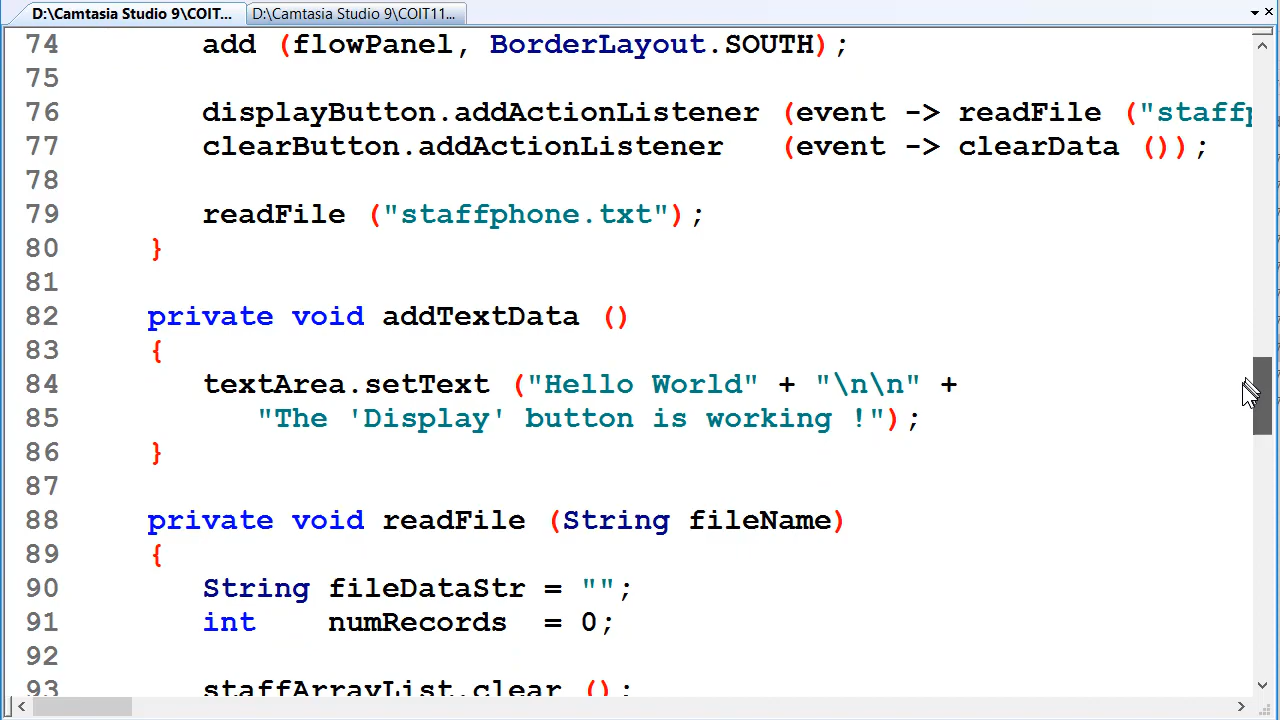 D:\Camtasia Studio 9\COIT... D:\Camtasia Studio 9\COIT11...
74 add (flowPanel, BorderLayout.SOUTH);
75
76 displayButton.addActionListener (event -> readFile ("staffp
77 clearButton.addActionListener (event -> clearData ());
78
79 readFile ("staffphone.txt");
80 }
81
82 private void addTextData ()
83 {
84 textArea.setText ("Hello World" + "\n\n" +
85 "The 'Display' button is working !");
86 }
87
88 private void readFile (String fileName)
89 {
90 String fileDataStr = "";
91 int numRecords = 0;
92
93 staffArrayList.clear ();